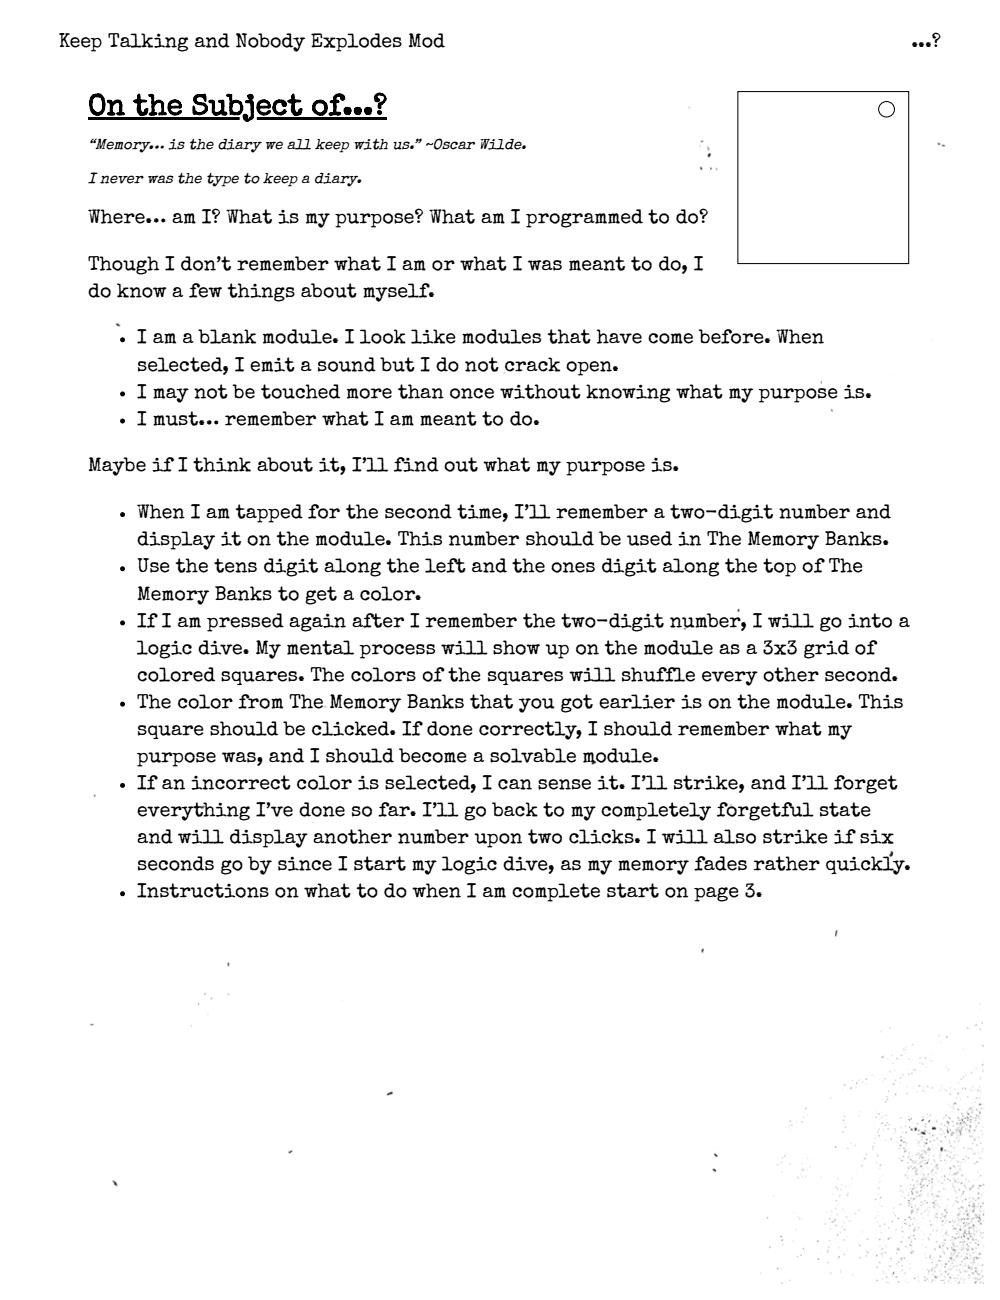 Keep Talking and Nobody Explodes Mod
...?
On the Subject of...?
“Memory... is the diary we all keep with us.” ~Oscar Wilde.
I never was the type to keep a diary.
Where... am I? What is my purpose? What am I programmed to do?
Though I don’t remember what I am or what I was meant to do, I
do know a few things about myself.
• I am a blank module. I look like modules that have come before. When
selected, I emit a sound but I do not crack open.
• I may not be touched more than once without knowing what my purpose is.
• I must... remember what I am meant to do.
Maybe if I think about it, I’ll find out what my purpose is.
• When I am tapped for the second time, I’ll remember a two-digit number and
display it on the module. This number should be used in The Memory Banks.
• Use the tens digit along the left and the ones digit along the top of The
Memory Banks to get a color.
• If I am pressed again after I remember the two-digit number, I will go into a
logic dive. My mental process will show up on the module as a 3x3 grid of
colored squares. The colors of the squares will shuffle every other second.
• The color from The Memory Banks that you got earlier is on the module. This
square should be clicked. If done correctly, I should remember what my
purpose was, and I should become a solvable module.
• If an incorrect color is selected, I can sense it. I’ll strike, and I’ll forget
everything I’ve done so far. I’ll go back to my completely forgetful state
and will display another number upon two clicks. I will also strike if six
seconds go by since I start my logic dive, as my memory fades rather quickly.
• Instructions on what to do when I am complete start on page 3.